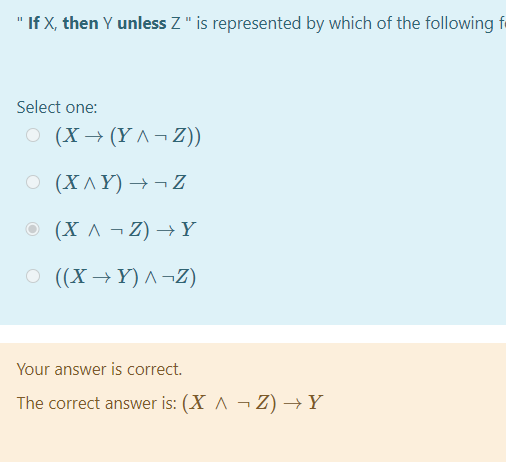 " If X, then Y unless Z " is represented by which of the following f
Select one:
(X → (Y ∧ ¬ Z))
(X ∧ Y) → ¬ Z
(X ∧ ¬ Z) → Y
((X → Y) ∧ ¬Z)
Your answer is correct.
The correct answer is: (X ∧ ¬ Z) → Y